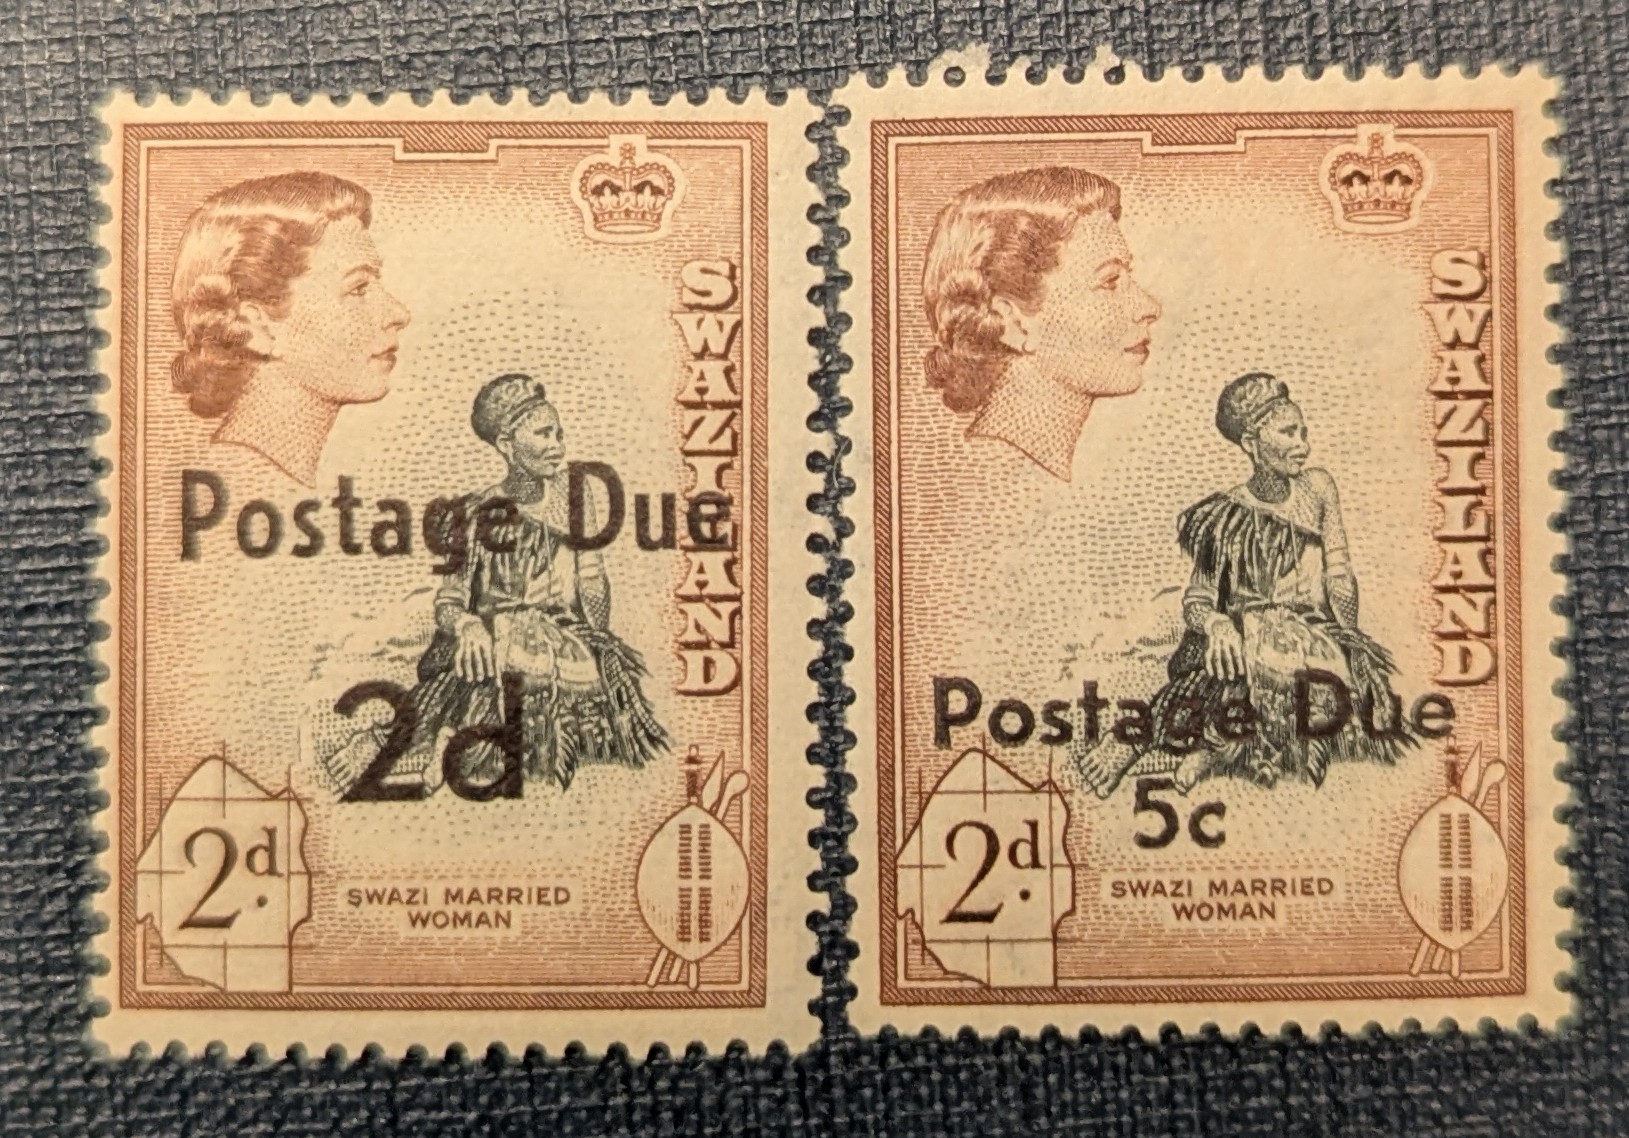 SWAZILAND
Postage Due
2d
2d.
SWAZI MARRIED
WOMAN
SWAZILAND
Postage Due
5c
2d.
SWAZI MARRIED
WOMAN